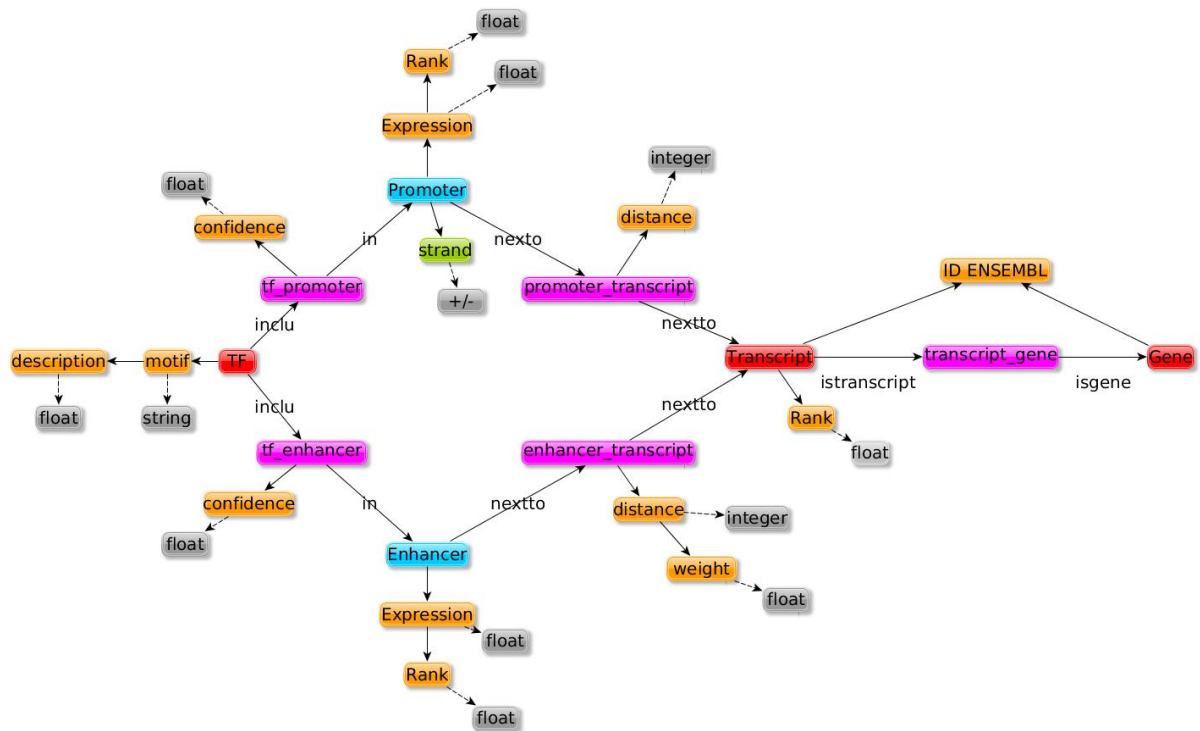 float
Rank
float
Expression
integer
float
Promoter
confidence
distance
in
strand
nexto
ID ENSEMBL
tf_promoter
+/-
promoter_transcript
inclu
nextto
description
motif
TF
Transcript
transcript_gene
Gene
istranscript
isgene
float
string
inclu
nextto
Rank
tf_enhancer
enhancer_transcript
float
confidence
in
nextto
distance
integer
float
Enhancer
weight
float
Expression
float
Rank
float